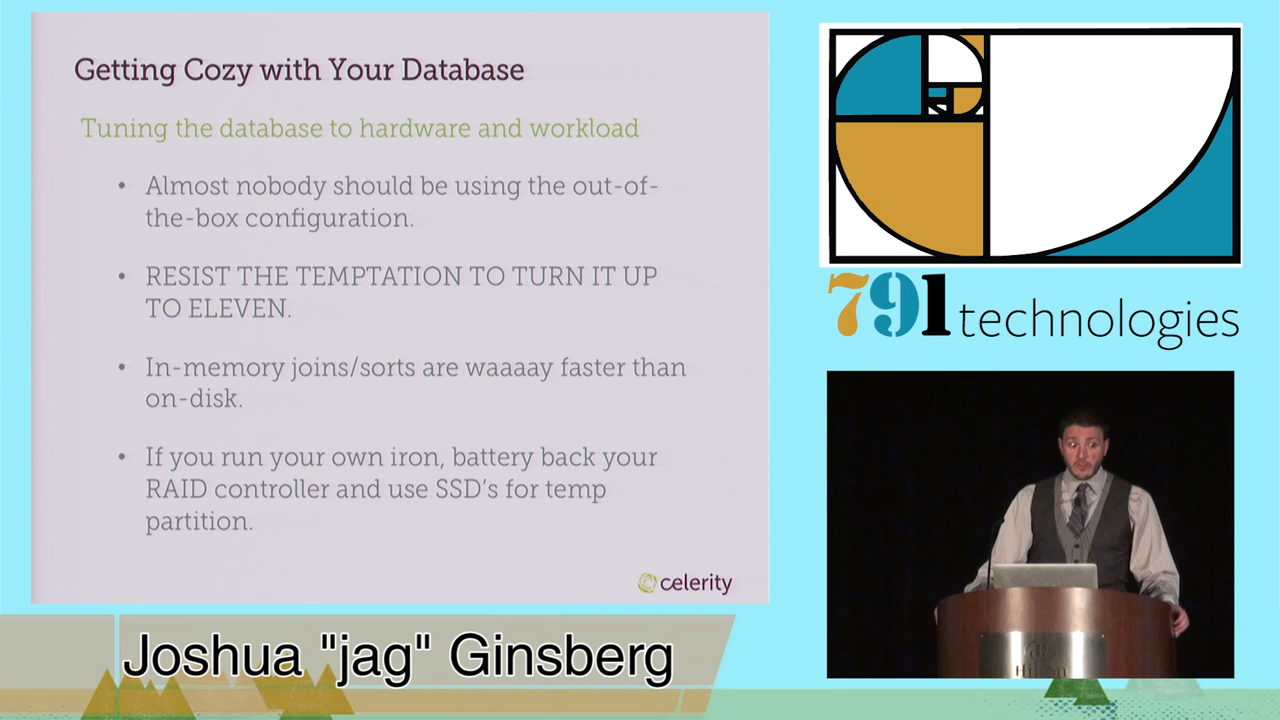 Getting Cozy with Your Database
Tuning the database to hardware and workload
• Almost nobody should be using the out-of-
the-box configuration.
• RESIST THE TEMPTATION TO TURN IT UP
TO ELEVEN.
• In-memory joins/sorts are waaaay faster than
on-disk.
• If you run your own iron, battery back your
RAID controller and use SSD's for temp
partition.
celerity
791 technologies
Hilton
Joshua "jag" Ginsberg